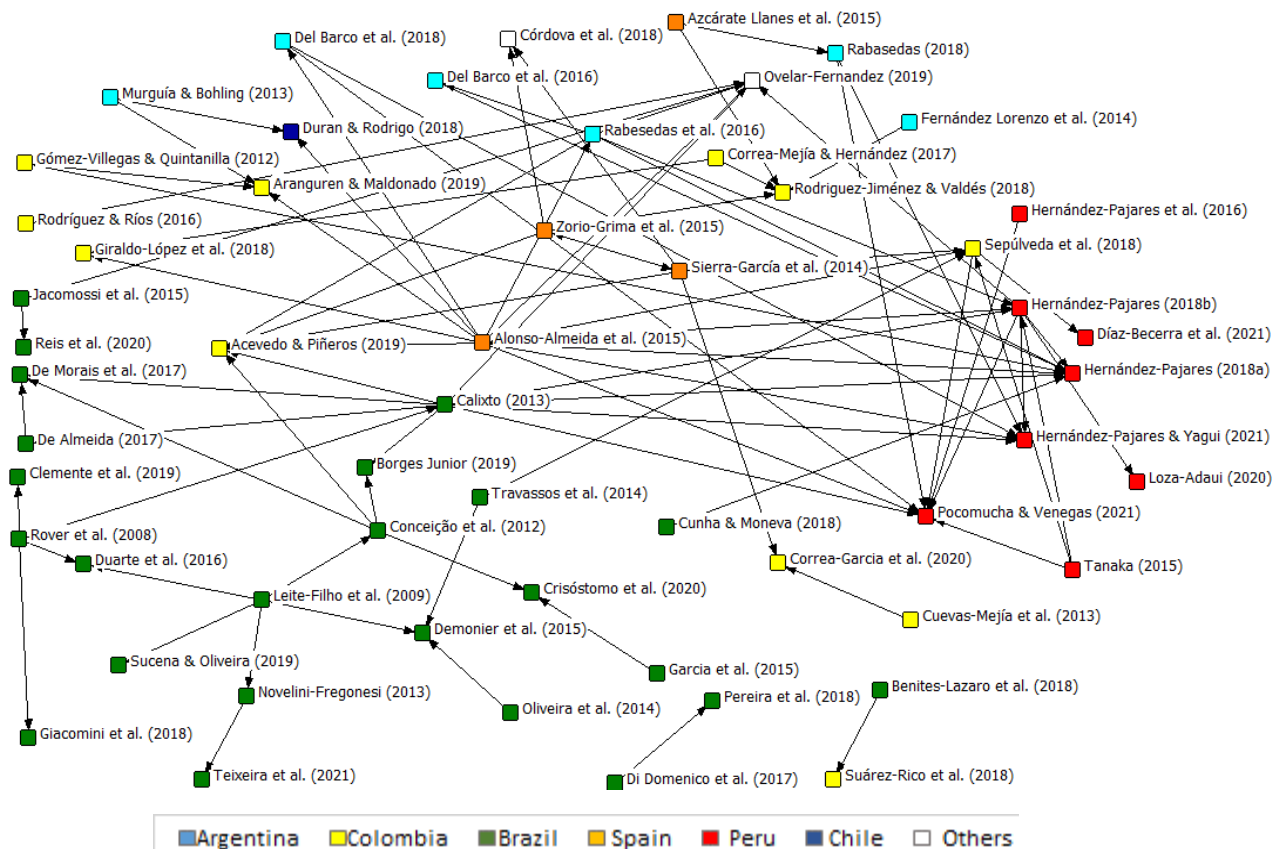 Azcárate Llanes et al. (2015)
Del Barco et al. (2018)
Córdova et al. (2018)
Rabasedas (2018)
Del Barco et al. (2016)
Ovelar-Fernandez (2019)
Murguía & Bohling (2013)
Duran & Rodrigo (2018)
Rabesedas et al. (2016)
Fernández Lorenzo et al. (2014)
Gómez-Villegas & Quintanilla (2012)
Correa-Mejía & Hernández (2017)
Aranguren & Maldonado (2019)
Rodriguez-Jiménez & Valdés (2018)
Rodríguez & Ríos (2016)
Zorio-Grima et al. (2015)
Hernández-Pajares et al. (2016)
Giraldo-López et al. (2018)
Sepúlveda et al. (2018)
Sierra-García et al. (2014)
Jacomossi et al. (2015)
Hernández-Pajares (2018b)
Reis et al. (2020)
Acevedo & Piñeros (2019)
Alonso-Almeida et al. (2015)
Díaz-Becerra et al. (2021)
De Morais et al. (2017)
Hernández-Pajares (2018a)
Calixto (2013)
De Almeida (2017)
Hernández-Pajares & Yagui (2021)
Clemente et al. (2019)
Borges Junior (2019)
Loza-Adaui (2020)
Travassos et al. (2014)
Pocomucha & Venegas (2021)
Rover et al. (2008)
Conceição et al. (2012)
Cunha & Moneva (2018)
Duarte et al. (2016)
Correa-Garcia et al. (2020)
Tanaka (2015)
Leite-Filho et al. (2009)
Crisóstomo et al. (2020)
Cuevas-Mejía et al. (2013)
Demonier et al. (2015)
Sucena & Oliveira (2019)
Garcia et al. (2015)
Novelini-Fregonesi (2013)
Pereira et al. (2018)
Benites-Lazaro et al. (2018)
Oliveira et al. (2014)
Giacomini et al. (2018)
Teixeira et al. (2021)
Di Domenico et al. (2017)
Suárez-Rico et al. (2018)
Argentina Colombia Brazil Spain Peru Chile Others